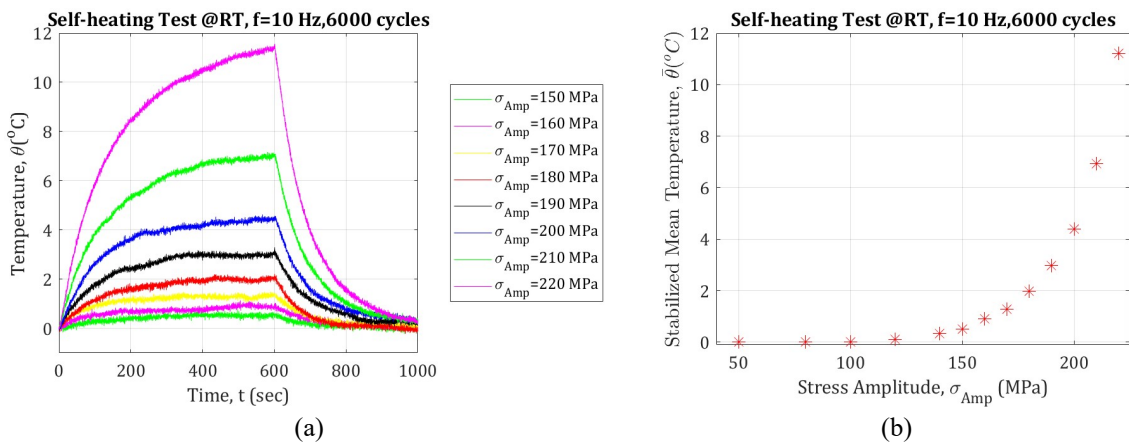 Self-heating Test @RT, f=10 Hz,6000 cycles
Temperature, θ(°C)
12
10
8
6
4
2
0
0
200
400
600
800
1000
Time, t (sec)
(a)
σAmp=150 MPa
σAmp=160 MPa
σAmp=170 MPa
σAmp=180 MPa
σAmp=190 MPa
σAmp=200 MPa
σAmp=210 MPa
σAmp=220 MPa
Self-heating Test @RT, f=10 Hz,6000 cycles
Stabilized Mean Temperature, θ̄(°C)
12
10
8
6
4
2
0
50
100
150
200
Stress Amplitude, σAmp (MPa)
(b)